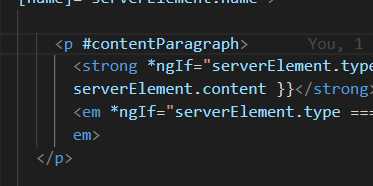 [name]="serverElement.name">
<p #contentParagraph> You, 1
<strong *ngIf="serverElement.type
serverElement.content }}</strong>
<em *ngIf="serverElement.type ===
em>
</p>